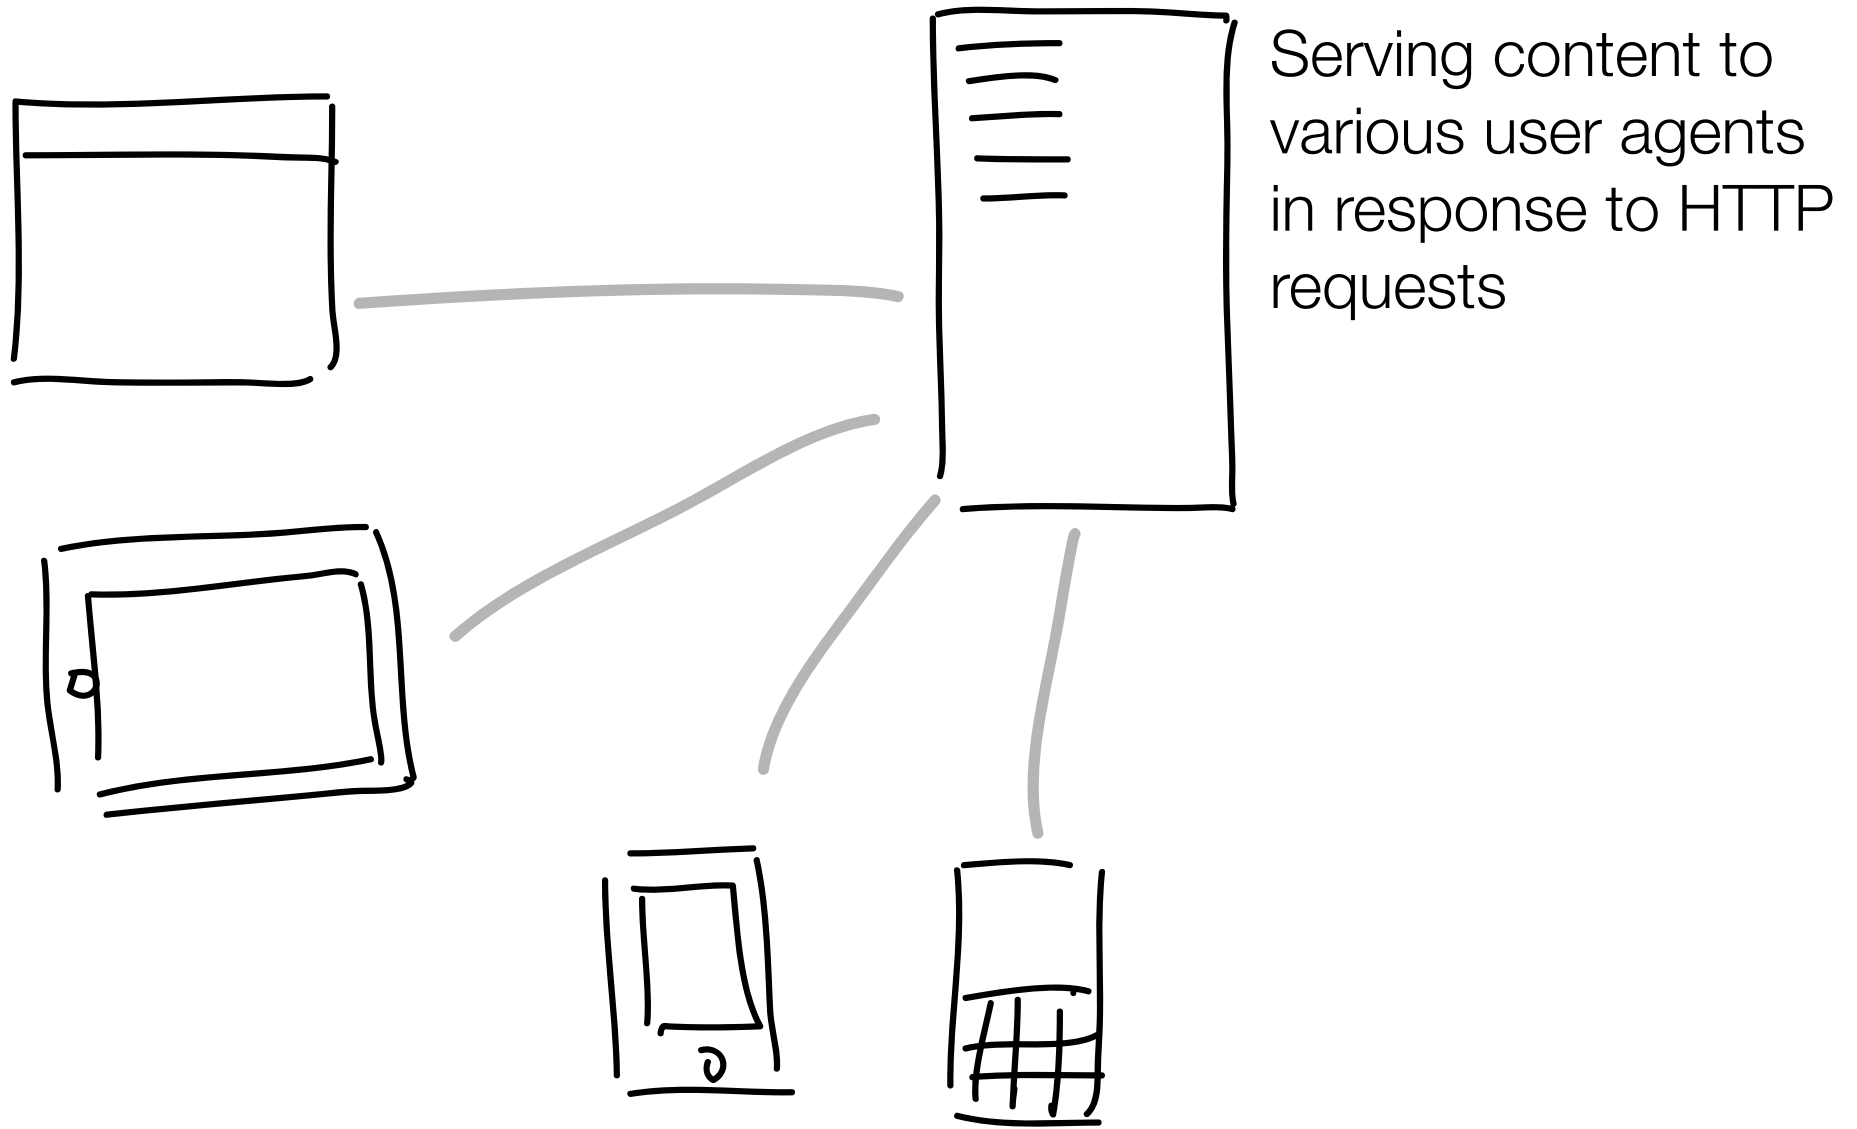 Serving content to
various user agents
in response to HTTP
requests